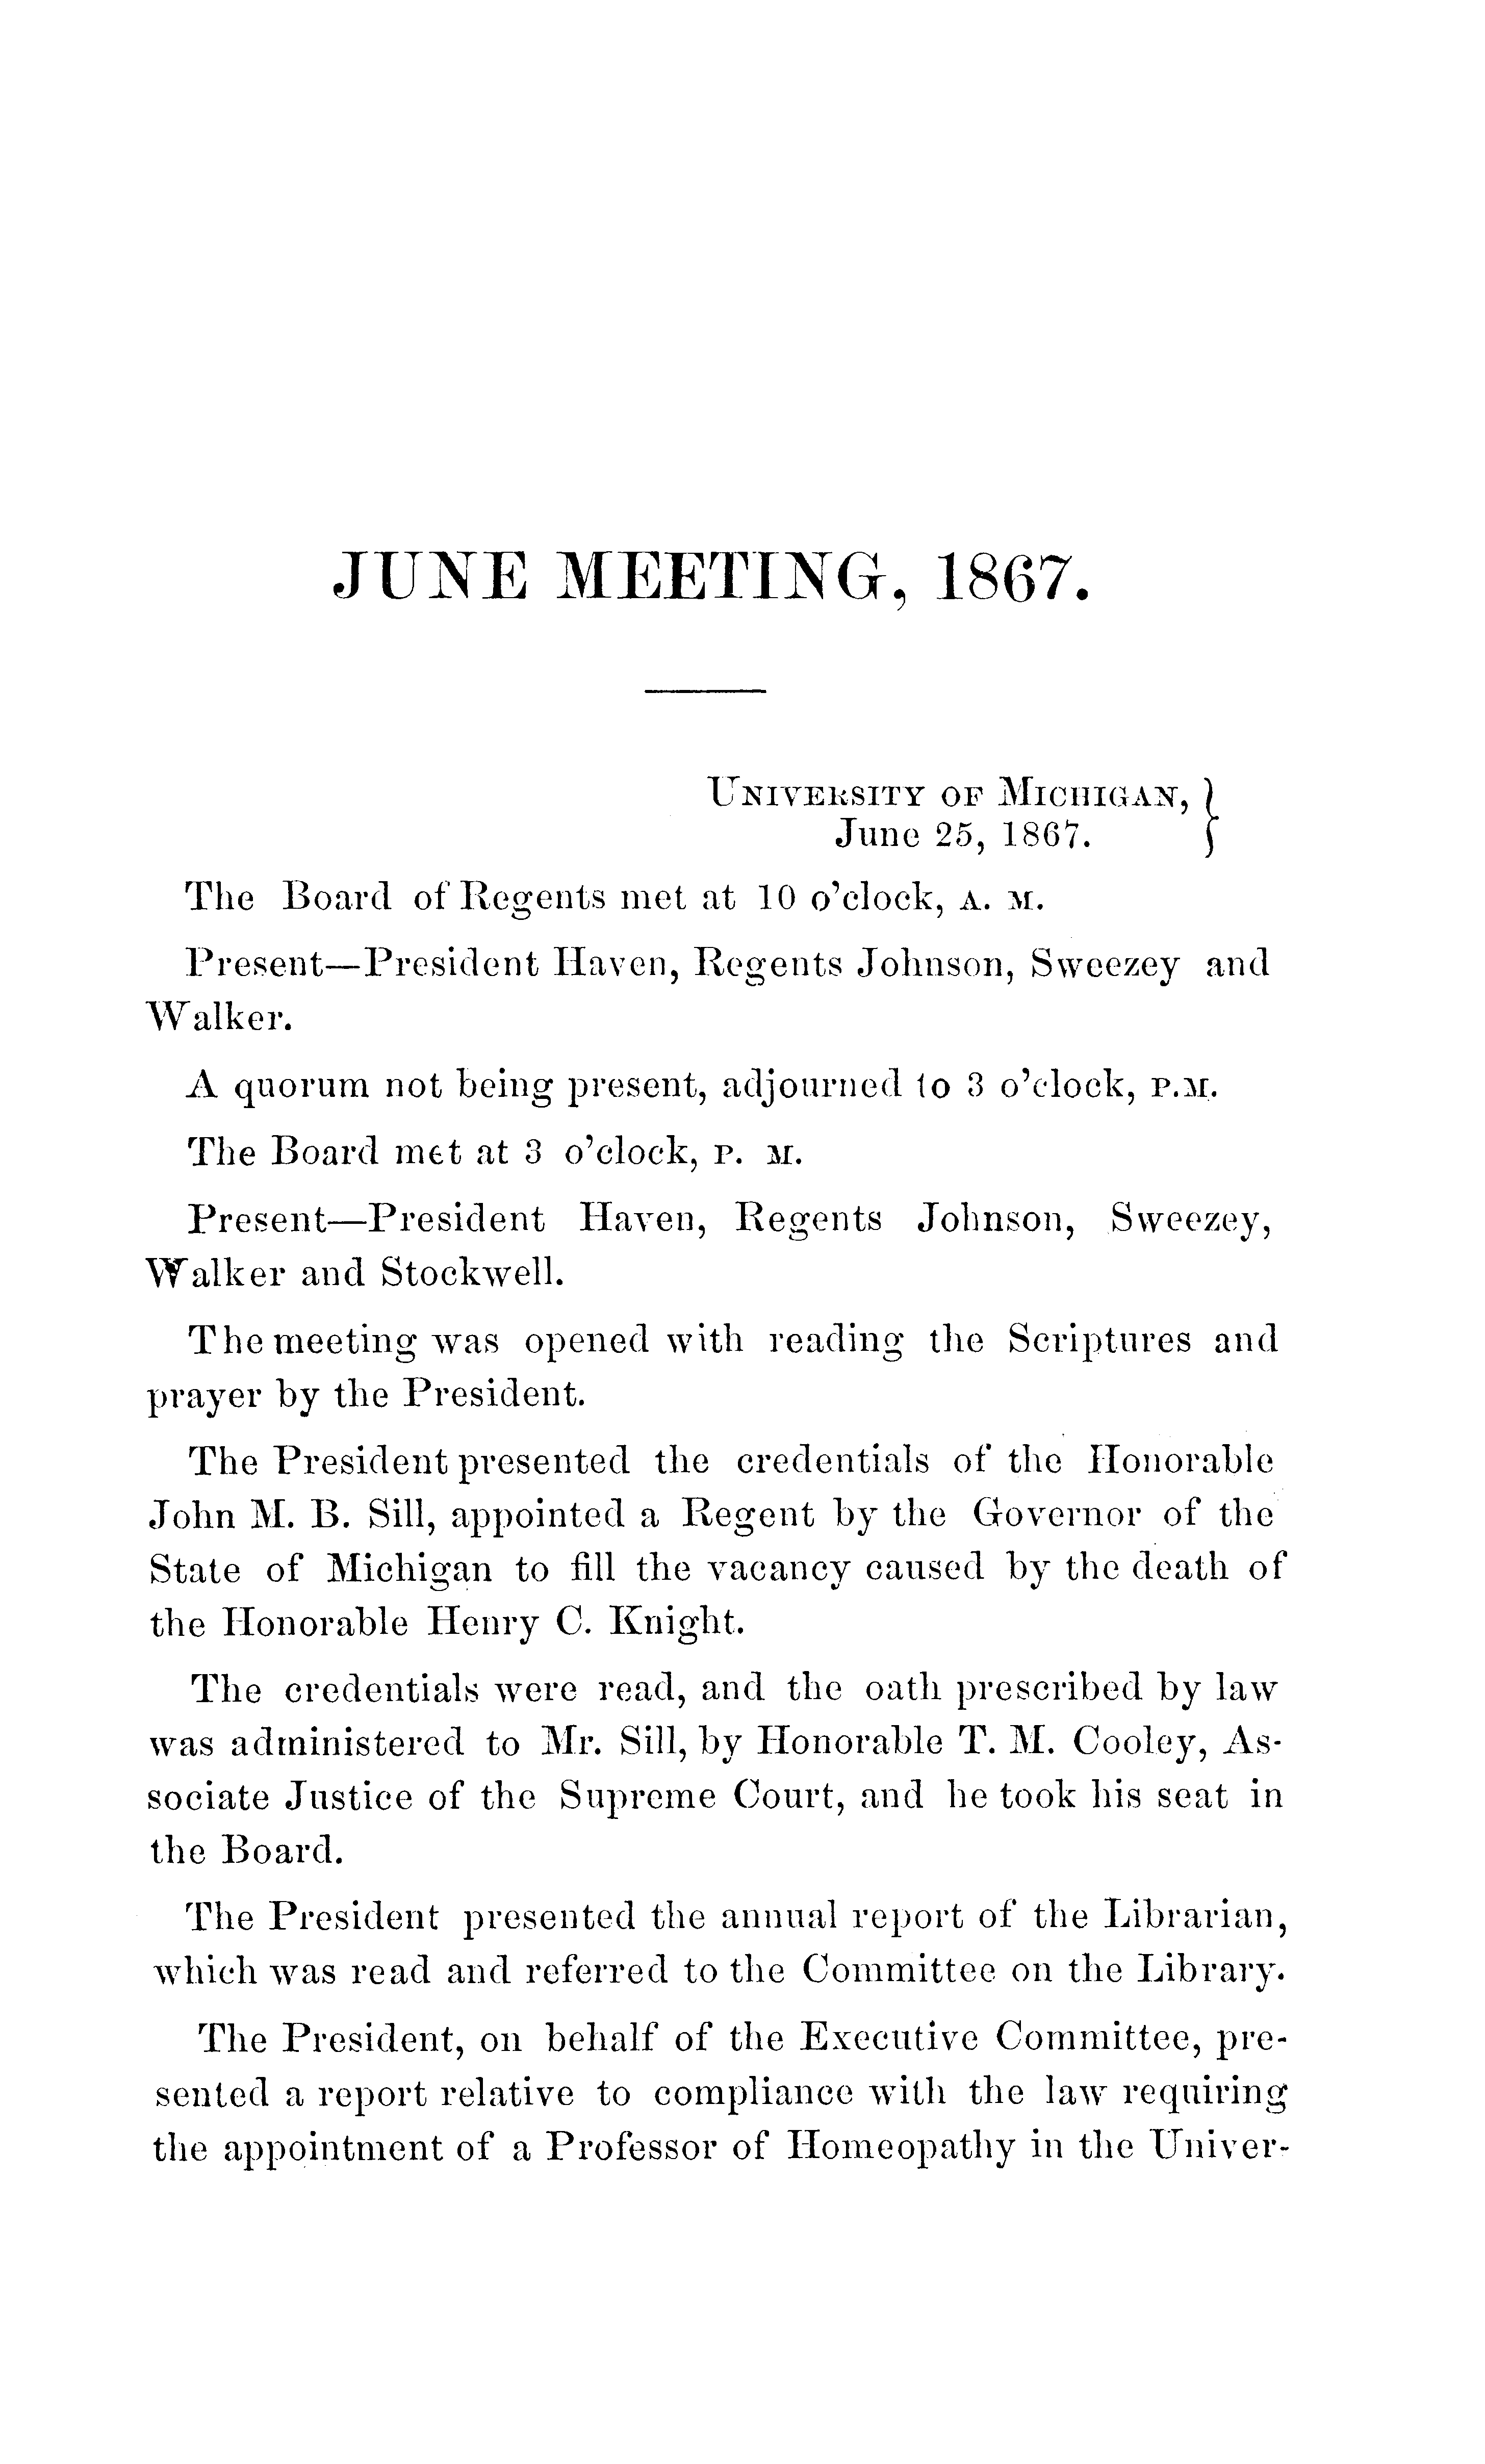 JUNE MEETING, 1867.
UNIVERSITY OF MICHIGAN, }
June 25, 1867.
The Board of Regents met at 10 o'clock, A. M.
Present—President Haven, Regents Johnson, Sweezey and
Walker.
A quorum not being present, adjourned to 3 o'clock, P.M.
The Board met at 3 o'clock, P. M.
Present—President Haven, Regents Johnson, Sweezey,
Walker and Stockwell.
The meeting was opened with reading the Scriptures and
prayer by the President.
The President presented the credentials of the Honorable
John M. B. Sill, appointed a Regent by the Governor of the
State of Michigan to fill the vacancy caused by the death of
the Honorable Henry C. Knight.
The credentials were read, and the oath prescribed by law
was administered to Mr. Sill, by Honorable T. M. Cooley, As-
sociate Justice of the Supreme Court, and he took his seat in
the Board.
The President presented the annual report of the Librarian,
which was read and referred to the Committee on the Library.
The President, on behalf of the Executive Committee, pre-
sented a report relative to compliance with the law requiring
the appointment of a Professor of Homeopathy in the Univer-